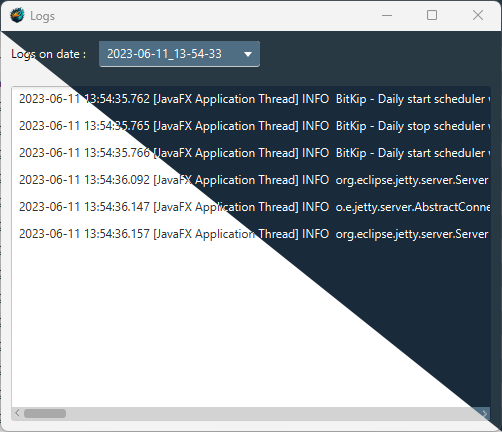 Logs
Logs on date : 2023-06-11_13-54-33
2023-06-11 13:54:35.762 [JavaFX Application Thread] INFO BitKip - Daily start scheduler
2023-06-11 13:54:35.765 [JavaFX Application Thread] INFO BitKip - Daily stop scheduler
2023-06-11 13:54:35.766 [JavaFX Application Thread] INFO BitKip - Daily start scheduler
2023-06-11 13:54:36.092 [JavaFX Application Thread] INFO org.eclipse.jetty.server.Server
2023-06-11 13:54:36.147 [JavaFX Application Thread] INFO o.e.jetty.server.AbstractConne
2023-06-11 13:54:36.157 [JavaFX Application Thread] INFO org.eclipse.jetty.server.Server